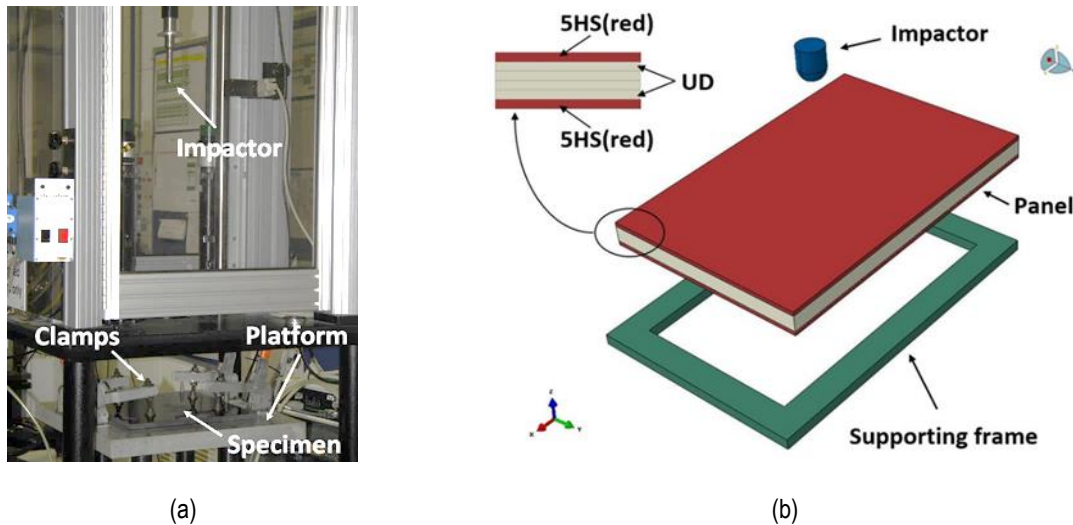 Impactor
Clamps
Platform
Specimen
(a)
5HS(red)
UD
5HS(red)
Impactor
Panel
Supporting frame
(b)